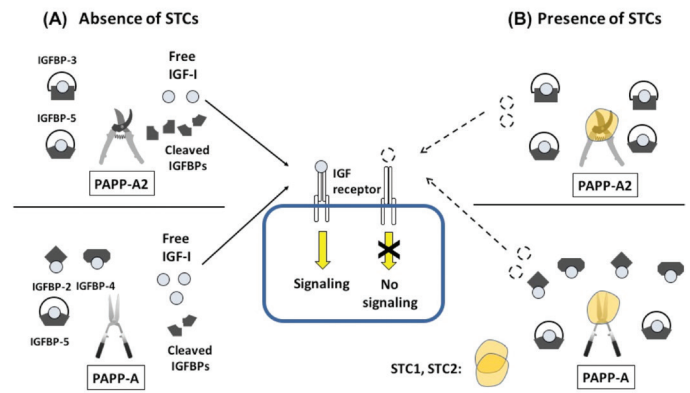 (A) Absence of STCs
(B) Presence of STCs
IGFBP-3
Free
IGF-I
IGFBP-5
Cleaved
IGFBPs
PAPP-A2
IGF
receptor
PAPP-A2
Free
IGF-I
IGFBP-2 IGFBP-4
Signaling
No
signaling
IGFBP-5
Cleaved
IGFBPs
PAPP-A
STC1, STC2:
PAPP-A